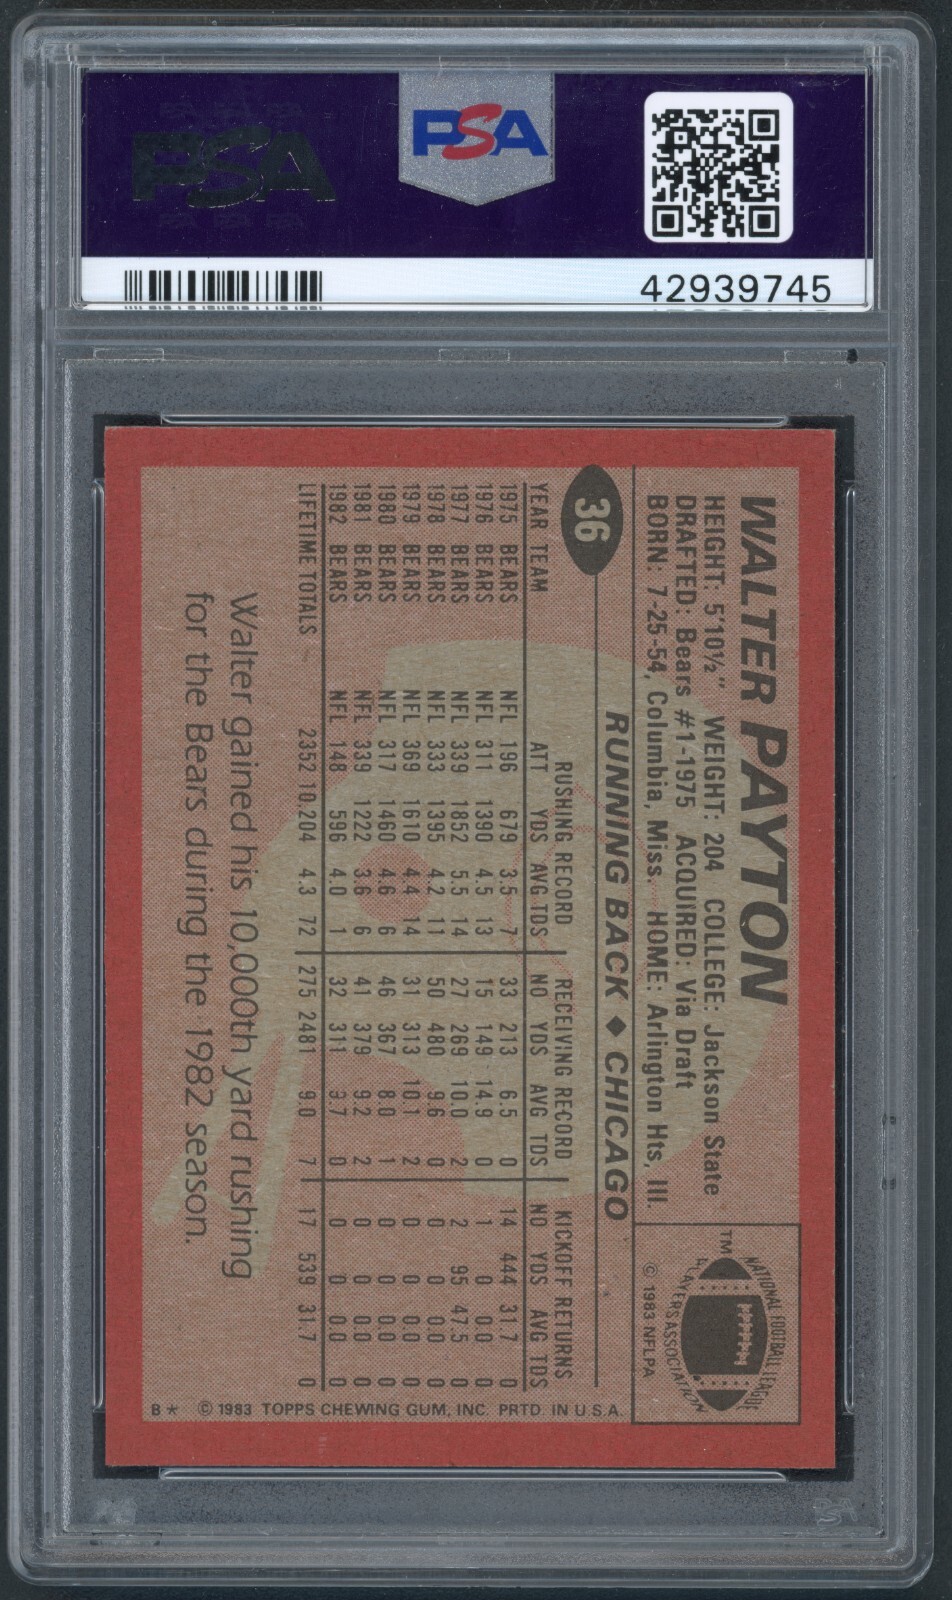 PSA
PSA
42939745
WALTER PAYTON
HEIGHT: 5'10½" WEIGHT: 204 COLLEGE: Jackson State
DRAFTED: Bears #1-1975 ACQUIRED: Via Draft
BORN: 7-25-54, Columbia, Miss. HOME: Arlington Hts, Ill.
TM NATIONAL FOOTBALL LEAGUE PLAYERS ASSOCIATION
© 1983 NFLPA
36
RUNNING BACK ◆ CHICAGO
RUSHING RECORD RECEIVING RECORD KICKOFF RETURNS
YEAR TEAM ATT YDS AVG TDS NO YDS AVG TDS NO YDS AVG TDS
1975 BEARS NFL 196 679 3.5 7 33 213 6.5 0 14 444 31.7 0
1976 BEARS NFL 311 1390 4.5 13 15 149 14.9 0 1 0 0.0 0
1977 BEARS NFL 339 1852 5.5 14 27 269 10.0 2 2 95 47.5 0
1978 BEARS NFL 333 1395 4.2 11 50 480 9.6 0 0 0 0.0 0
1979 BEARS NFL 369 1610 4.4 14 31 313 10.1 2 0 0 0.0 0
1980 BEARS NFL 317 1460 4.6 6 46 367 8.0 1 0 0 0.0 0
1981 BEARS NFL 339 1222 3.6 6 41 379 9.2 2 0 0 0.0 0
1982 BEARS NFL 148 596 4.0 1 32 311 9.7 0 0 0 0.0 0
LIFETIME TOTALS 2352 10,204 4.3 72 275 2481 9.0 7 17 539 31.7 0
Walter gained his 10,000th yard rushing
for the Bears during the 1982 season.
B* © 1983 TOPPS CHEWING GUM, INC. PRTD. IN U.S.A.